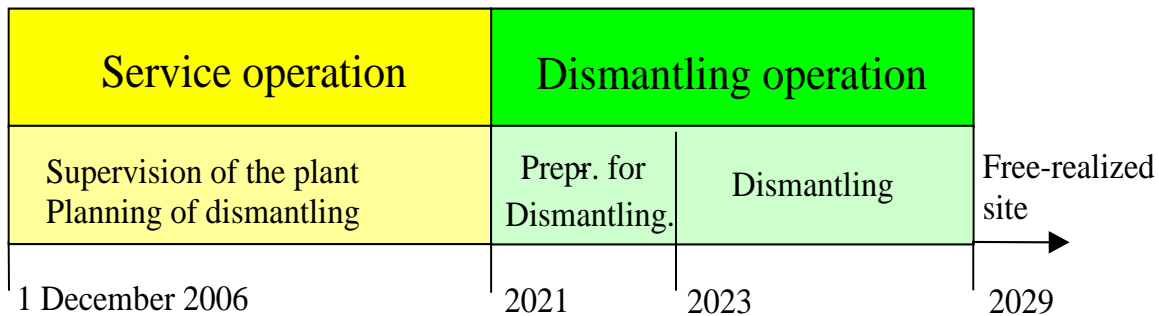 Service operation
Dismantling operation
Supervision of the plant
Planning of dismantling
Prepr. for
Dismantling.
Dismantling
Free-realized
site
1 December 2006
2021
2023
2029